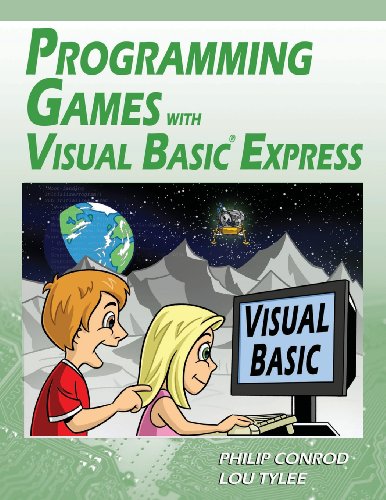 PROGRAMMING
GAMES WITH
VISUAL BASIC® EXPRESS
VISUAL
BASIC
PHILIP CONROD
LOU TYLEE